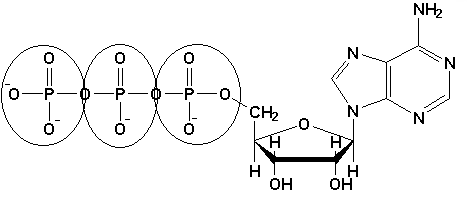 NH2
O O O N N
-O P O P O P O CH2 O N N
O- O- O- H H H H
OH OH